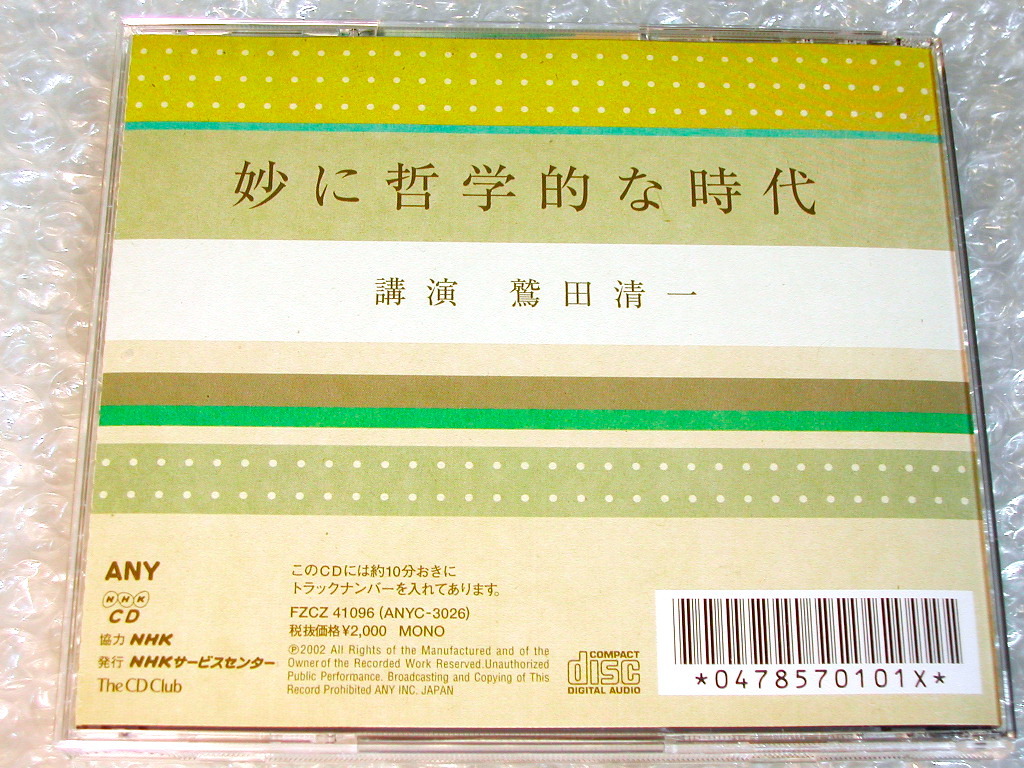 妙に哲学的な時代
講演 鷲田清一
ANY
NHK
CD
協力 NHK
発行 NHKサービスセンター
The CD Club
このCDには約10分おきに
トラックナンバーを入れてあります。
FZCZ 41096 (ANYC-3026)
税抜価格¥2,000 MONO
℗2002 All Rights of the Manufactured and of the
Owner of the Recorded Work Reserved.Unauthorized
Public Performance. Broadcasting and Copying of This
Record Prohibited ANY INC. JAPAN
COMPACT
disc
DIGITAL AUDIO
*0478570101X*